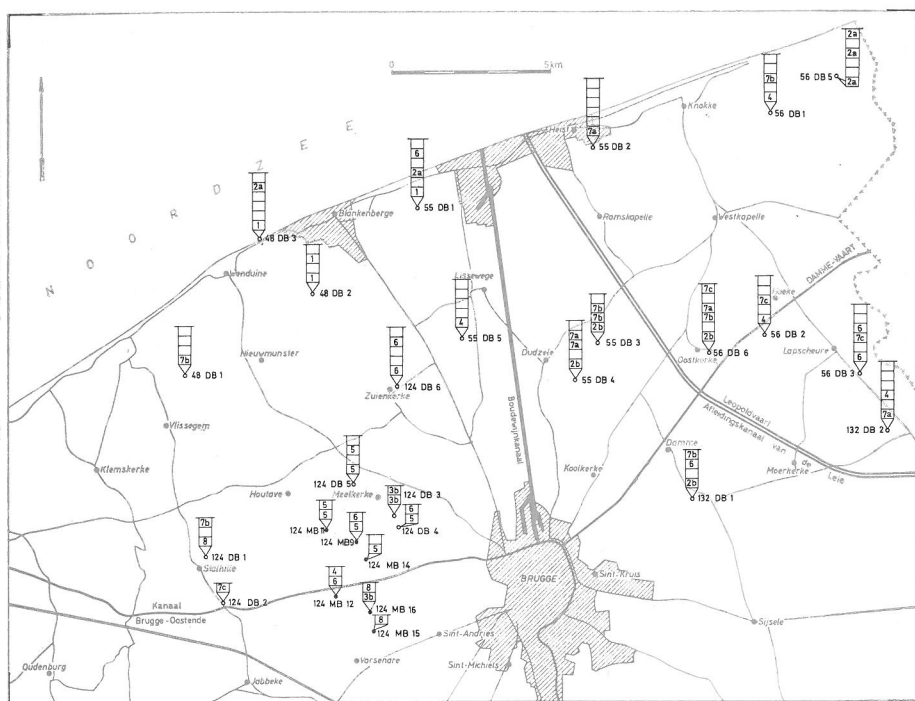 2a
2a
2a
56 DB 5
0
5km
7b
4
56 DB 1
Knokke
NOORDZEE
Heist
7a
55 DB 2
6
2a
1
55 DB 1
2a
1
48 DB 3
Blankenberge
Ramskapelle
Westkapelle
1
1
48 DB 2
Wenduine
DAMME-VAART
Lissewege
4
55 DB 5
7b
7b
2b
55 DB 3
7c
7a
7b
2b
56 DB 6
7c
4
56 DB 2
Hoeke
Oostkerke
Lapscheure
6
7c
6
6
56 DB 3
7b
48 DB 1
Nieuwmunster
6
6
124 DB 6
Zuienkerke
Dudzele
7a
7a
2b
55 DB 4
4
7a
132 DB 2
Boudewijnkanaal
Leopoldvaart
Afleidingskanaal van de Leie
Vlissegem
Klemskerke
5
5
124 DB 5
Houtave
Meetkerke
3b
3b
124 DB 3
Koolkerke
Damme
7b
6
2b
132 DB 1
Moerkerke
5
5
124 MB 1
6
5
124 MB9
6
5
124 DB 4
5
124 MB 14
7b
8
124 DB 1
Stalhille
7c
124 DB 2
4
6
124 MB 12
8
3b
124 MB 16
8
124 MB 15
Kanaal
Brugge-Oostende
BRUGGE
Sint-Kruis
Sijsele
Sint-Andries
Sint-Michiels
Varsenare
Oudenburg
Jabbeke